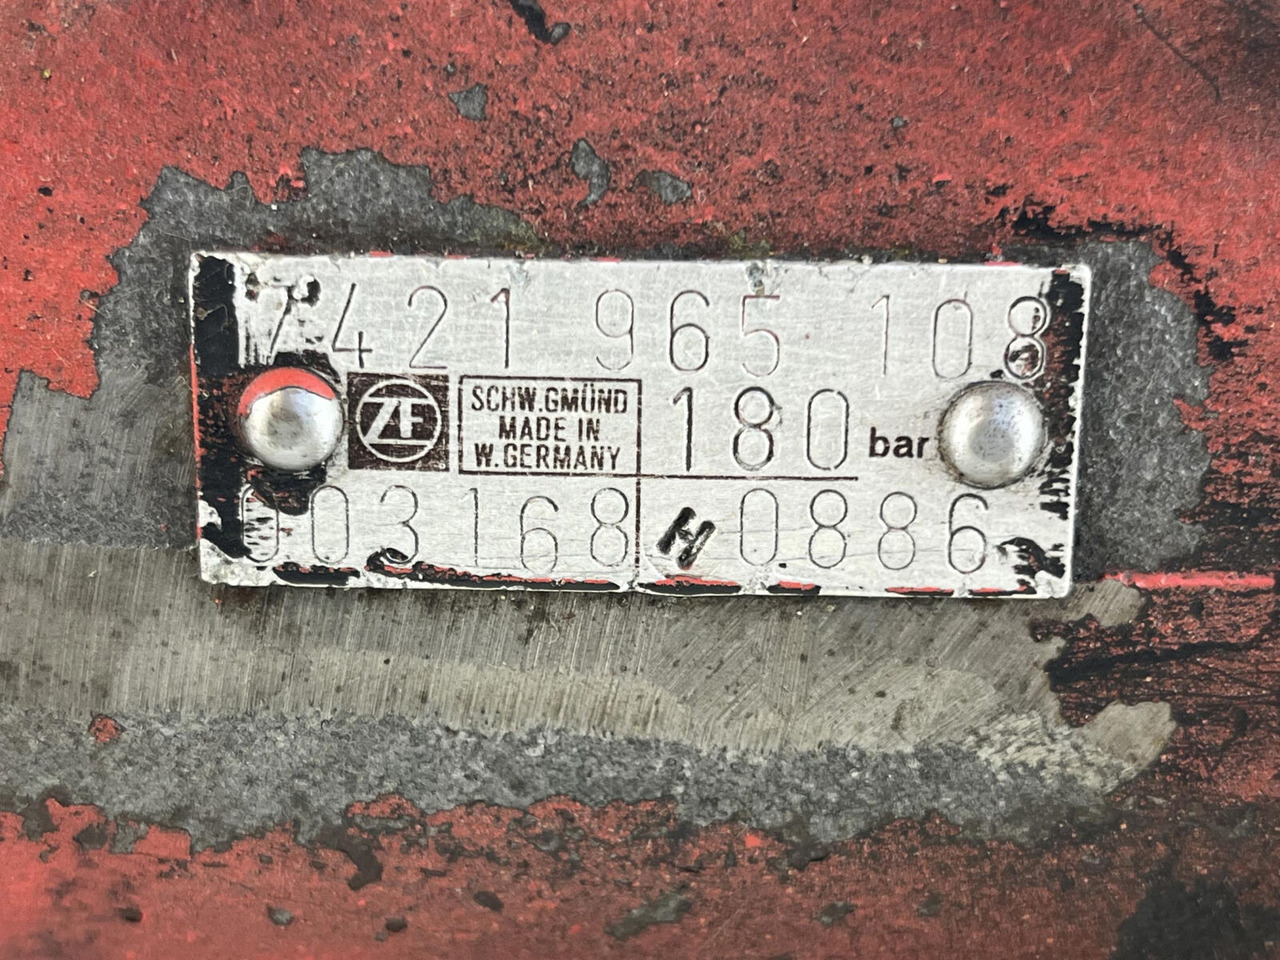 7421 965 108
ZF
SCHW.GMÜND
MADE IN
W.GERMANY
180 bar
003168 H 0886